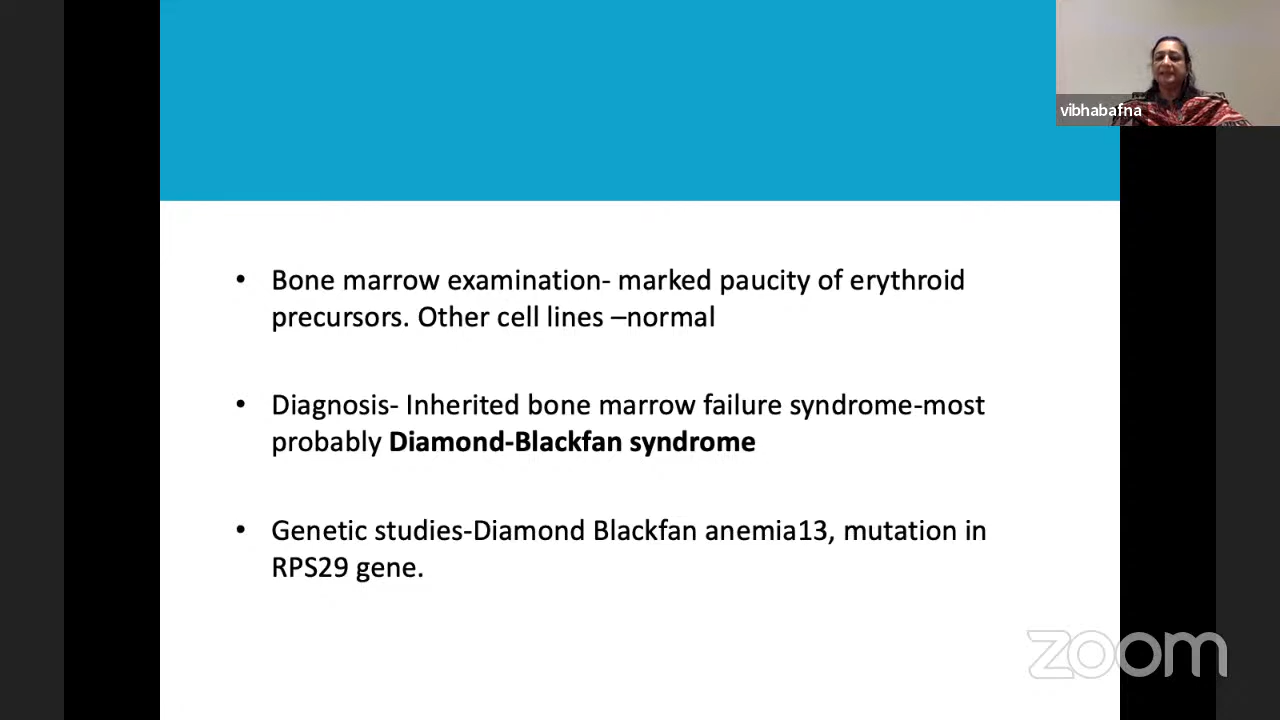 vibhabafna
• Bone marrow examination- marked paucity of erythroid
precursors. Other cell lines –normal
• Diagnosis- Inherited bone marrow failure syndrome-most
probably Diamond-Blackfan syndrome
• Genetic studies-Diamond Blackfan anemia13, mutation in
RPS29 gene.
zoom